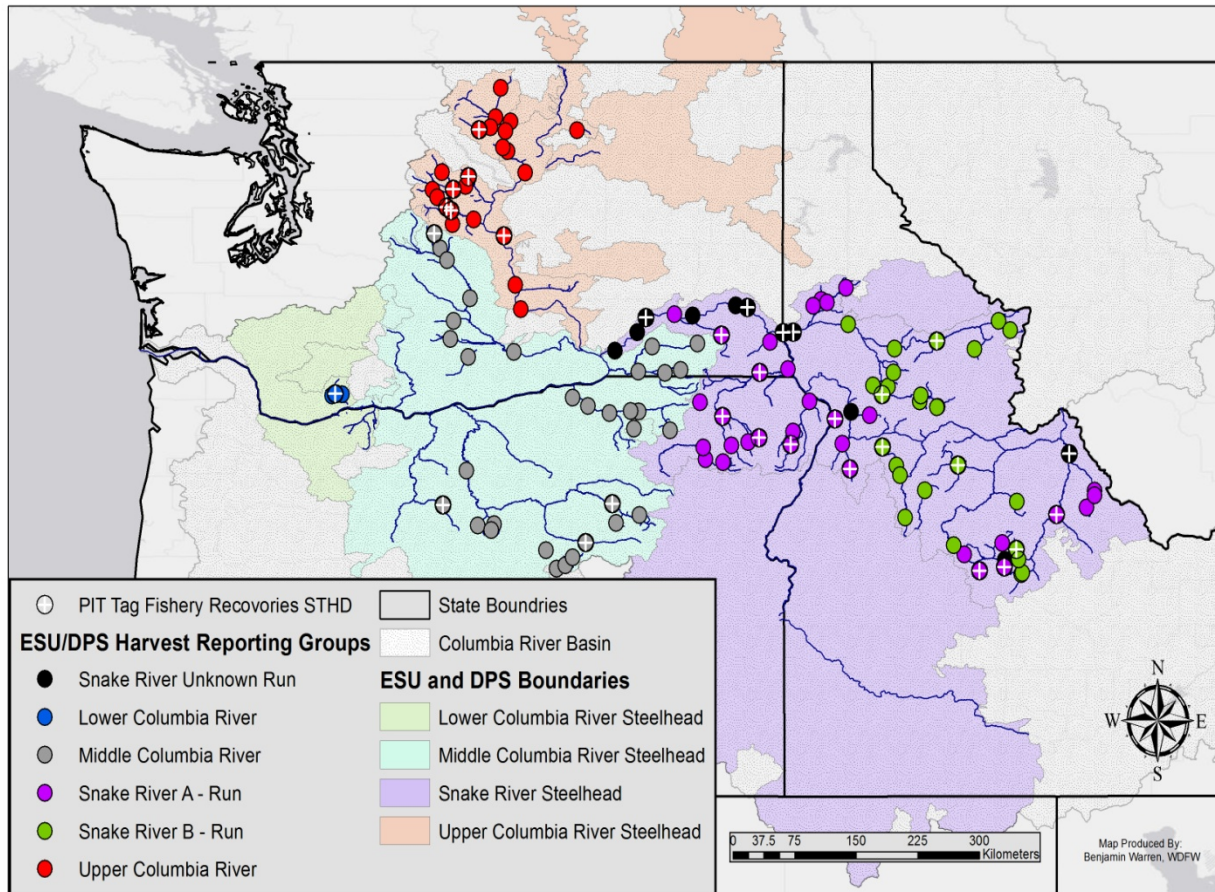 PIT Tag Fishery Recovories STHD
ESU/DPS Harvest Reporting Groups
Snake River Unknown Run
Lower Columbia River
Middle Columbia River
Snake River A - Run
Snake River B - Run
Upper Columbia River
State Boundries
Columbia River Basin
ESU and DPS Boundaries
Lower Columbia River Steelhead
Middle Columbia River Steelhead
Snake River Steelhead
Upper Columbia River Steelhead
N
W E
S
0 37.5 75 150 225 300
Kilometers
Map Produced By:
Benjamin Warren, WDFW